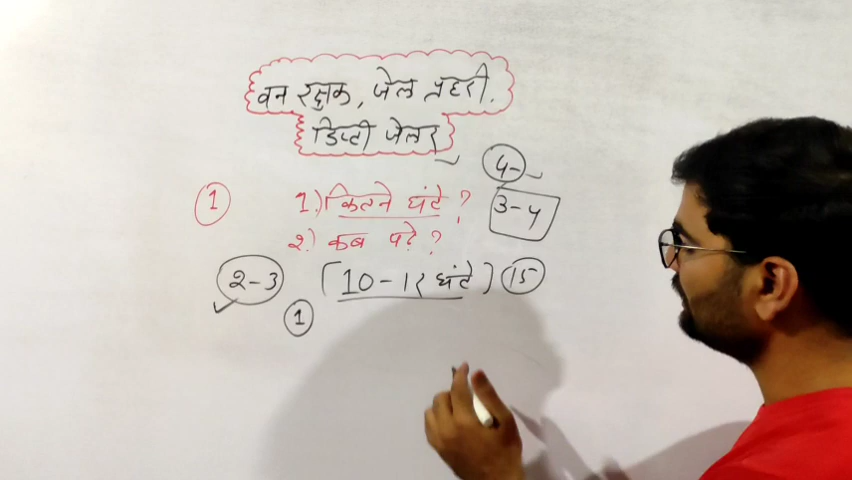 वन रक्षक, जेल प्रहरी,
डिप्टी जेलर
4-
① 1.) कितने घंटे ? 3-4
2.) कब पढ़े ?
2-3 [10-12 घंटे] 15
①